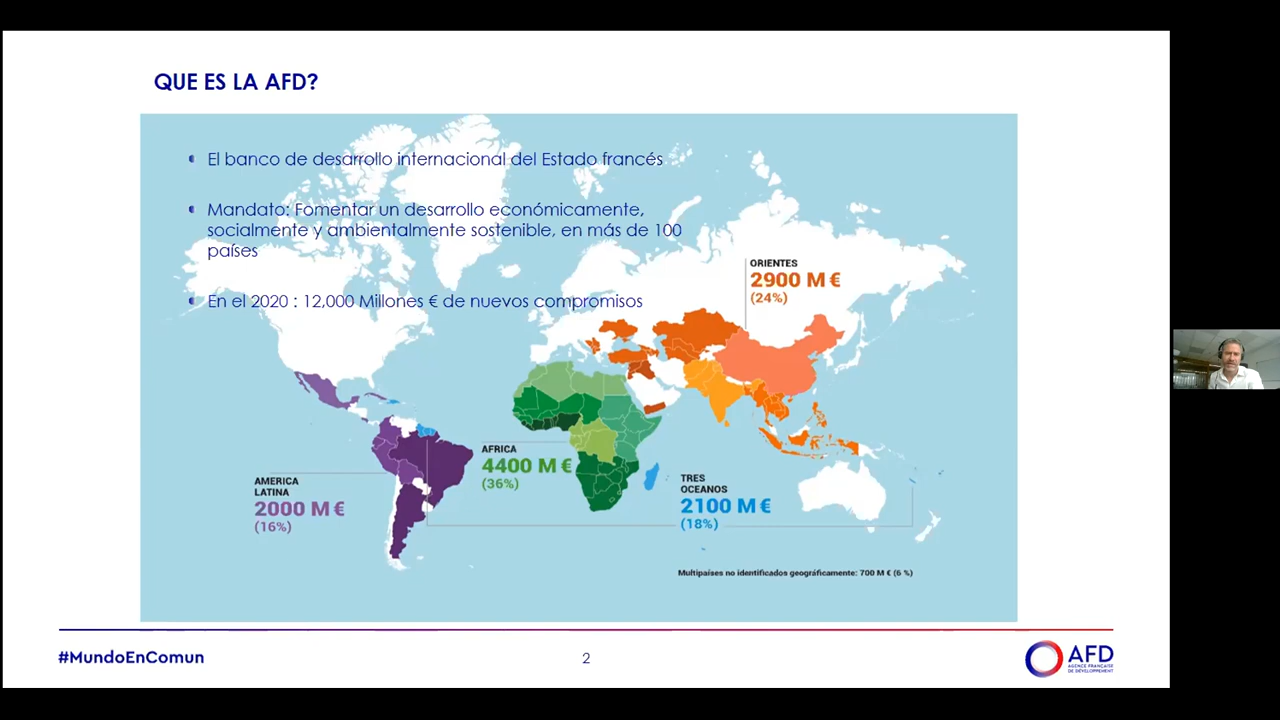 QUE ES LA AFD?
El banco de desarrollo internacional del Estado francés
Mandato: Fomentar un desarrollo económicamente,
socialmente y ambientalmente sostenible, en más de 100
países
En el 2020 : 12,000 Millones € de nuevos compromisos
ORIENTES
2900 M €
(24%)
AFRICA
4400 M €
(36%)
AMERICA
LATINA
2000 M €
(16%)
TRES
OCEANOS
2100 M €
(18%)
Multipaíses no identificados geográficamente: 700 M € (6 %)
#MundoEnComun
2
AFD
AGENCE FRANÇAISE
DE DÉVELOPPEMENT